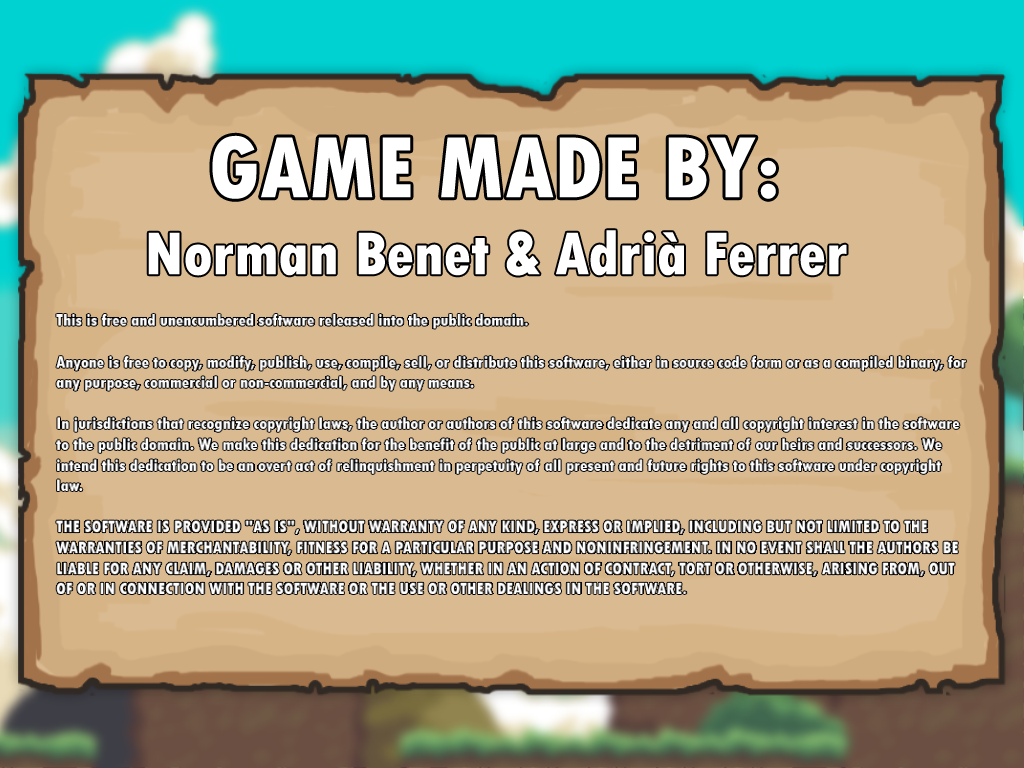 GAME MADE BY:
Norman Benet & Adrià Ferrer
This is free and unencumbered software released into the public domain.
Anyone is free to copy, modify, publish, use, compile, sell, or distribute this software, either in source code form or as a compiled binary, for
any purpose, commercial or non-commercial, and by any means.
In jurisdictions that recognize copyright laws, the author or authors of this software dedicate any and all copyright interest in the software
to the public domain. We make this dedication for the benefit of the public at large and to the detriment of our heirs and successors. We
intend this dedication to be an overt act of relinquishment in perpetuity of all present and future rights to this software under copyright
law.
THE SOFTWARE IS PROVIDED "AS IS", WITHOUT WARRANTY OF ANY KIND, EXPRESS OR IMPLIED, INCLUDING BUT NOT LIMITED TO THE
WARRANTIES OF MERCHANTABILITY, FITNESS FOR A PARTICULAR PURPOSE AND NONINFRINGEMENT. IN NO EVENT SHALL THE AUTHORS BE
LIABLE FOR ANY CLAIM, DAMAGES OR OTHER LIABILITY, WHETHER IN AN ACTION OF CONTRACT, TORT OR OTHERWISE, ARISING FROM, OUT
OF OR IN CONNECTION WITH THE SOFTWARE OR THE USE OR OTHER DEALINGS IN THE SOFTWARE.